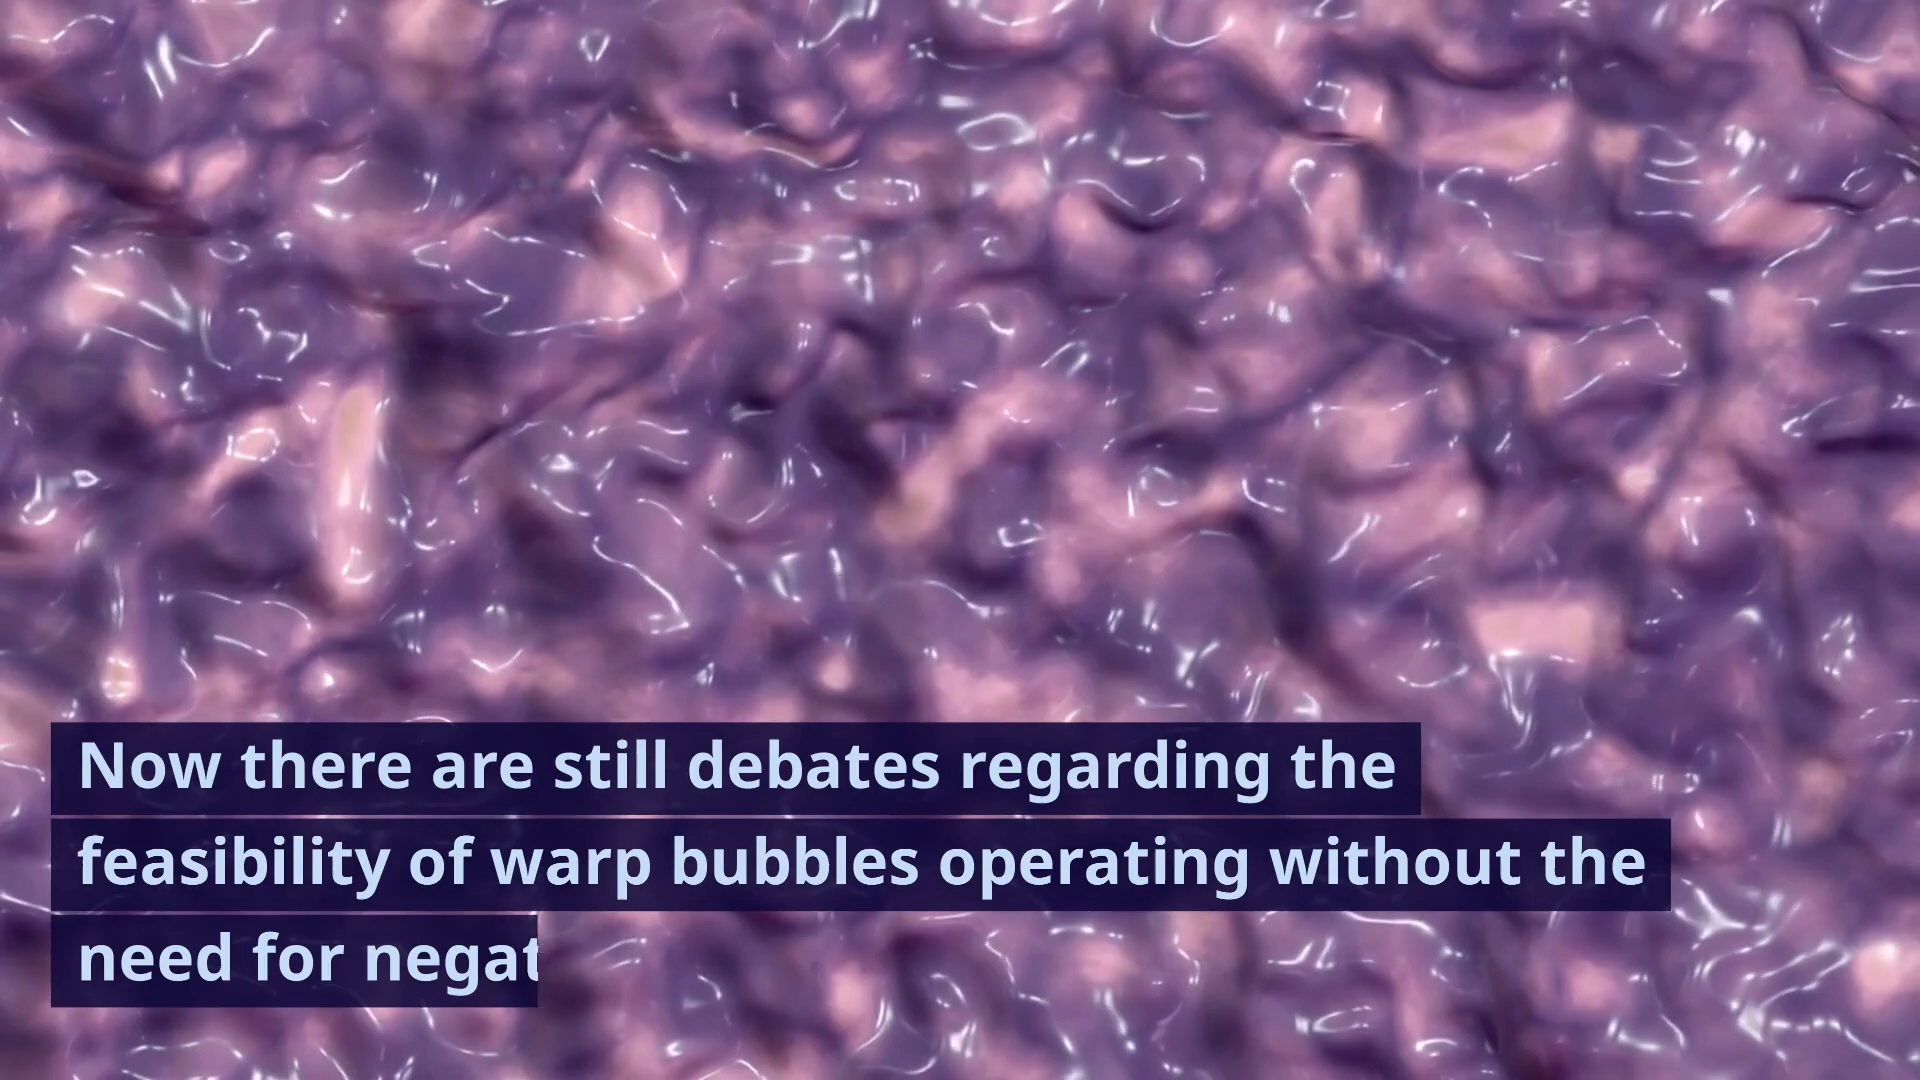 Now there are still debates regarding the
feasibility of warp bubbles operating without the
need for negat